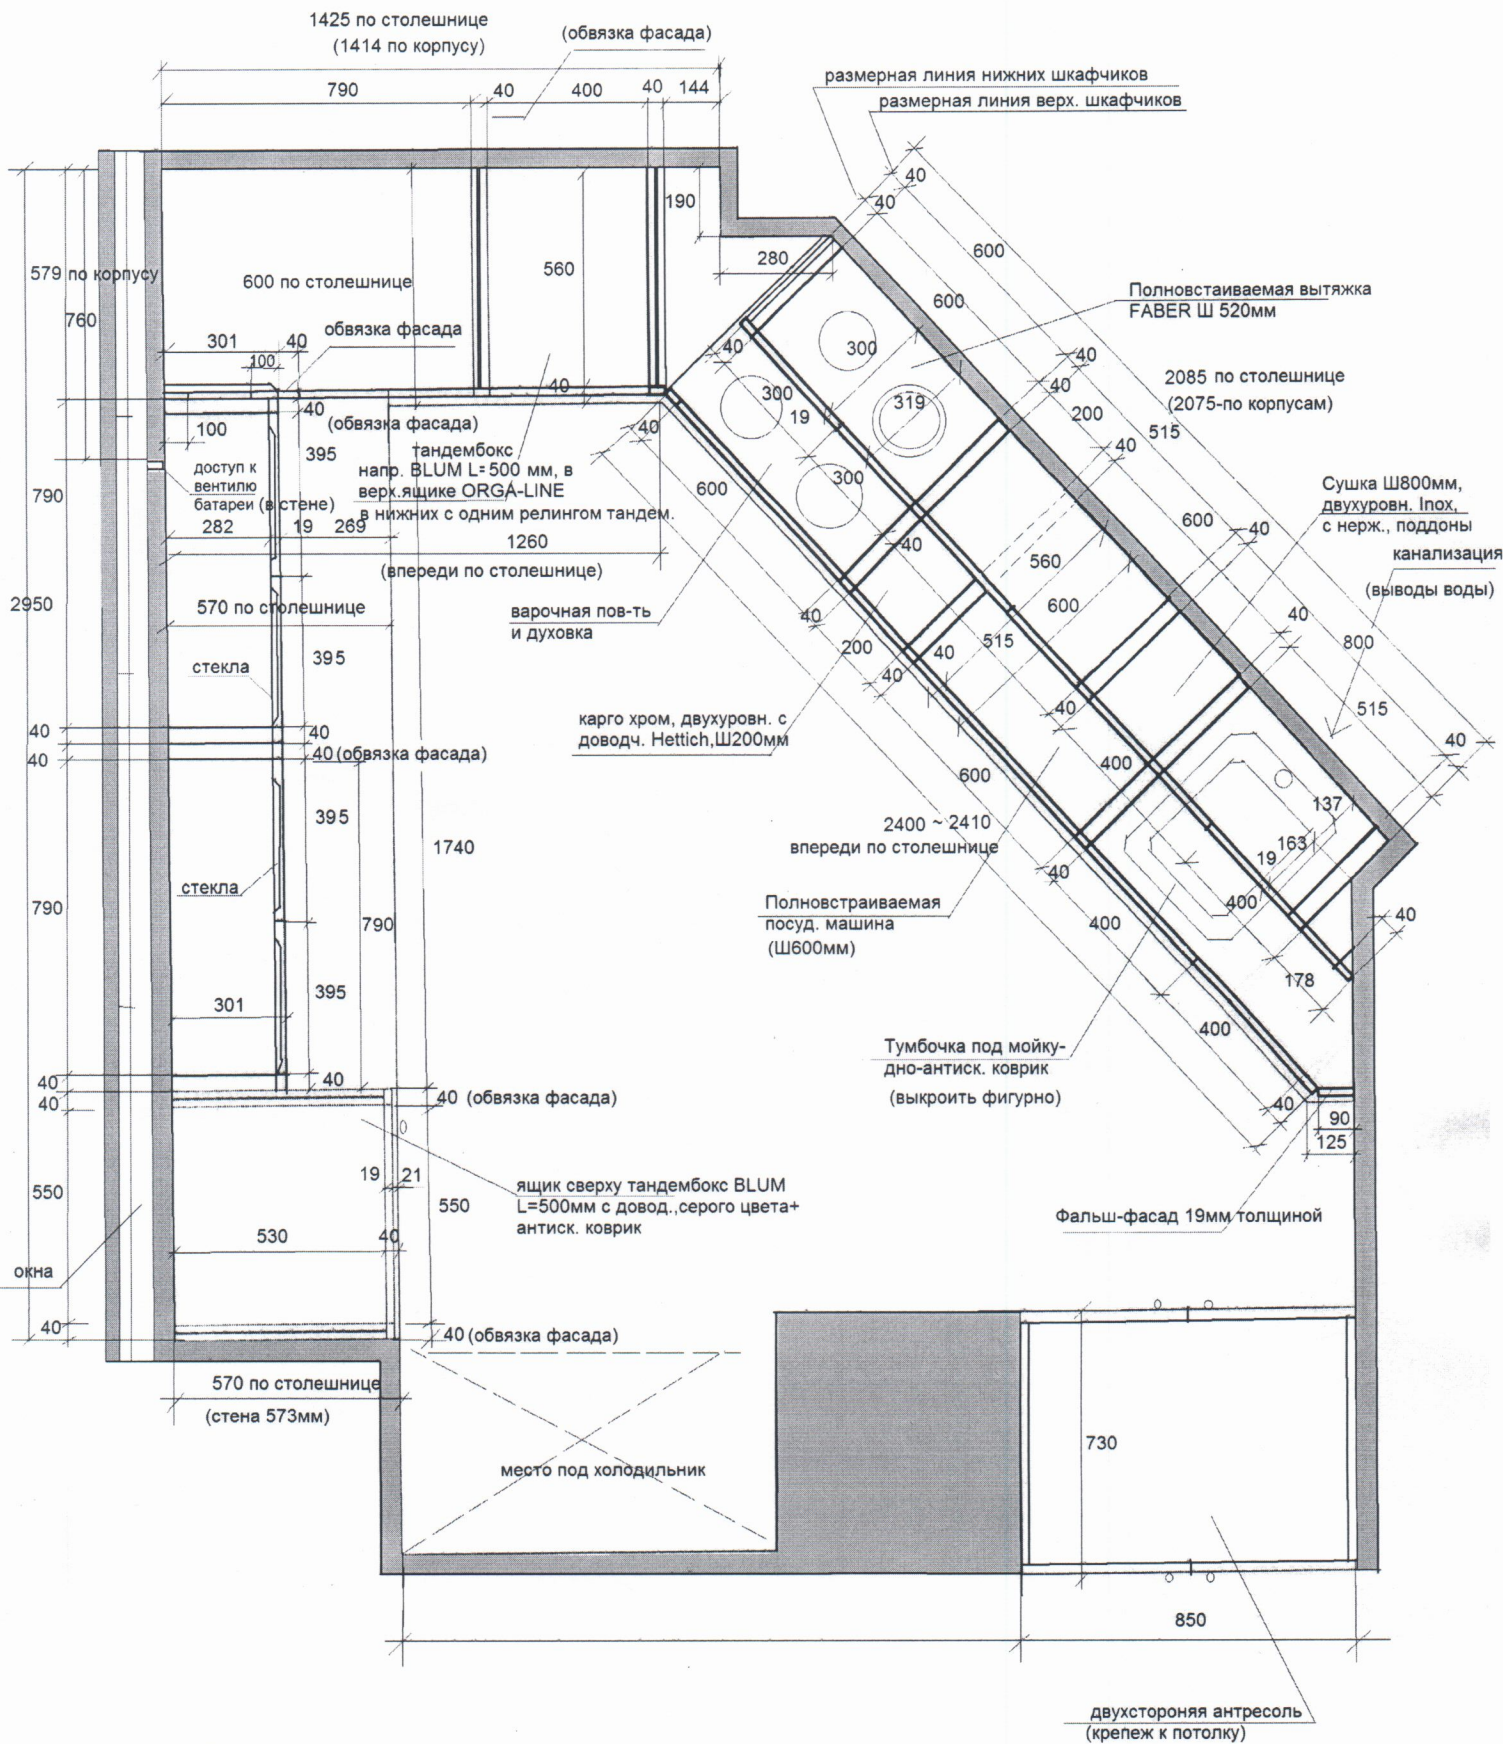 1425 по столешнице
(1414 по корпусу)
(обвязка фасада)
790
40
400
40
144
размерная линия нижних шкафчиков
размерная линия верх. шкафчиков
40
40
190
600
280
560
579 по корпусу
600 по столешнице
600
Полновстаиваемая вытяжка
FABER Ш 520мм
760
обвязка фасада
301
40
100
40
300
40
40
2085 по столешнице
(2075-по корпусам)
300
319
200
40
40
19
515
40
(обвязка фасада)
100
40
40
395
тандембокс
напр. BLUM L=500 мм, в
верх.ящике ORGA-LINE
в нижних с одним релингом тандем.
доступ к
вентилю
батареи (в стене)
300
600
790
Сушка Ш800мм,
двухуровн. Inox,
с нерж., поддоны
282
19
269
600
40
1260
40
канализация
(впереди по столешнице)
560
(выводы воды)
2950
570 по столешнице
варочная пов-ть
и духовка
600
40
40
200
515
800
40
стекла
395
40
515
карго хром, двухуровн. с
доводч. Hettich,Ш200мм
40
40
40
40
40 (обвязка фасада)
40
400
600
137
2400 ~ 2410
впереди по столешнице
395
1740
163
19
40
стекла
400
Полновстраиваемая
посуд. машина
(Ш600мм)
790
790
400
40
178
301
395
400
Тумбочка под мойку-
дно-антиск. коврик
(выкроить фигурно)
40
40
40
40 (обвязка фасада)
40
90
125
19
21
ящик сверху тандембокс BLUM
L=500мм с довод.,серого цвета+
антиск. коврик
550
550
Фальш-фасад 19мм толщиной
530
40
окна
40
40 (обвязка фасада)
570 по столешнице
(стена 573мм)
730
место под холодильник
850
двухстороняя антресоль
(крепеж к потолку)